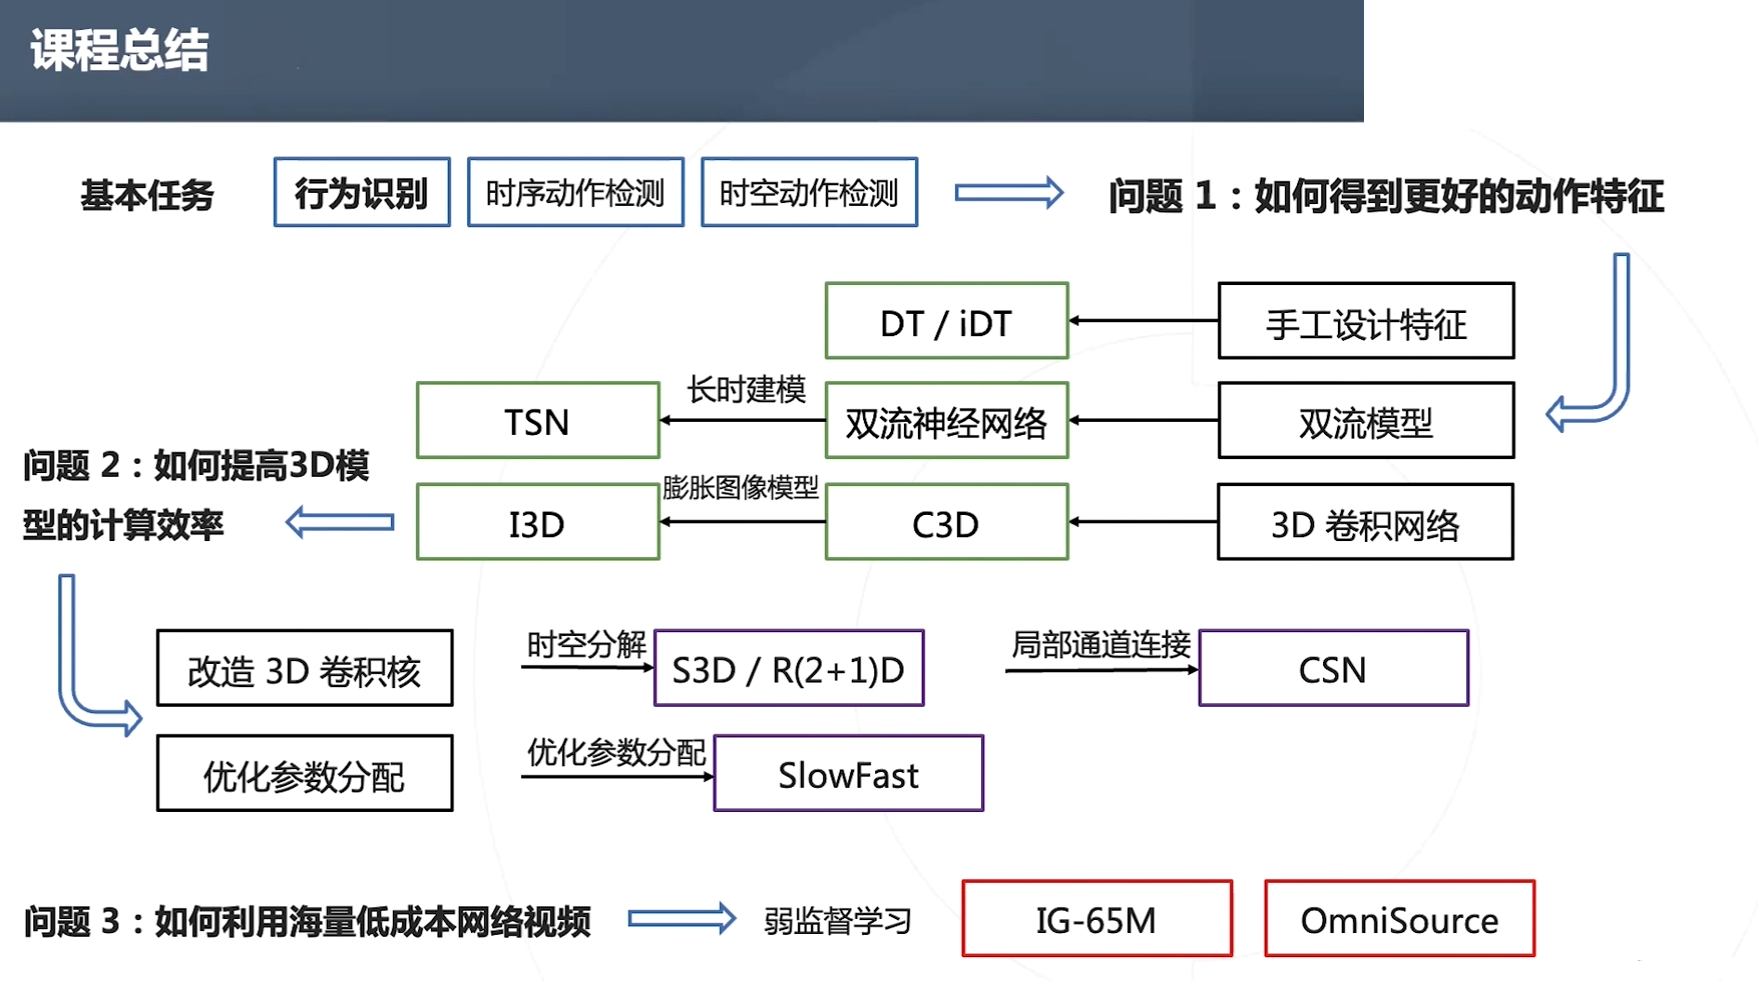 课程总结
基本任务
行为识别
时序动作检测
时空动作检测
问题 1：如何得到更好的动作特征
DT / iDT
手工设计特征
TSN
长时建模
双流神经网络
双流模型
问题 2：如何提高3D模
型的计算效率
I3D
膨胀图像模型
C3D
3D 卷积网络
改造 3D 卷积核
时空分解
S3D / R(2+1)D
局部通道连接
CSN
优化参数分配
优化参数分配
SlowFast
问题 3：如何利用海量低成本网络视频
弱监督学习
IG-65M
OmniSource